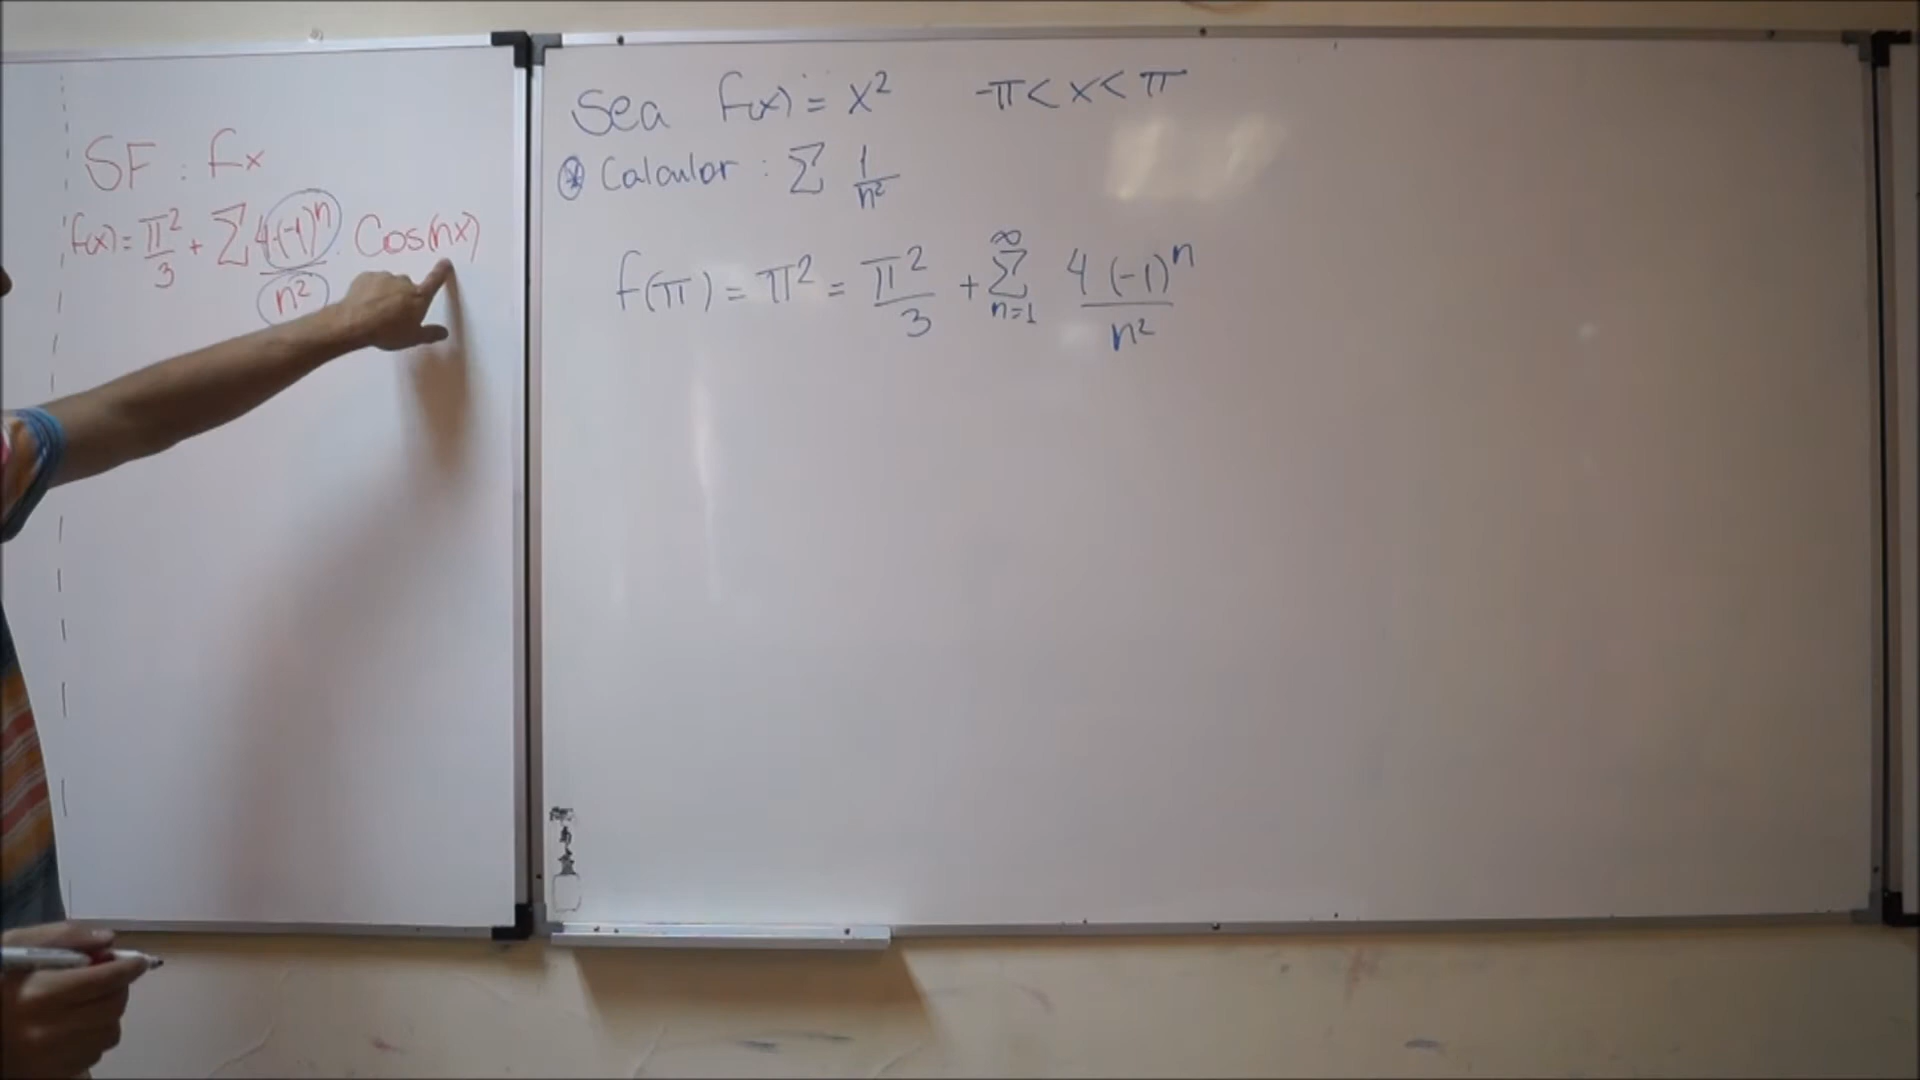 SF : fx
f(x) = π²/3 + Σ 4(-1)ⁿ/n² · Cos(nx)
Sea f(x) = x² -π < x < π
⊛ Calcular : Σ 1/n²
f(π) = π² = π²/3 + Σ_{n=1}^{∞} 4(-1)ⁿ/n²